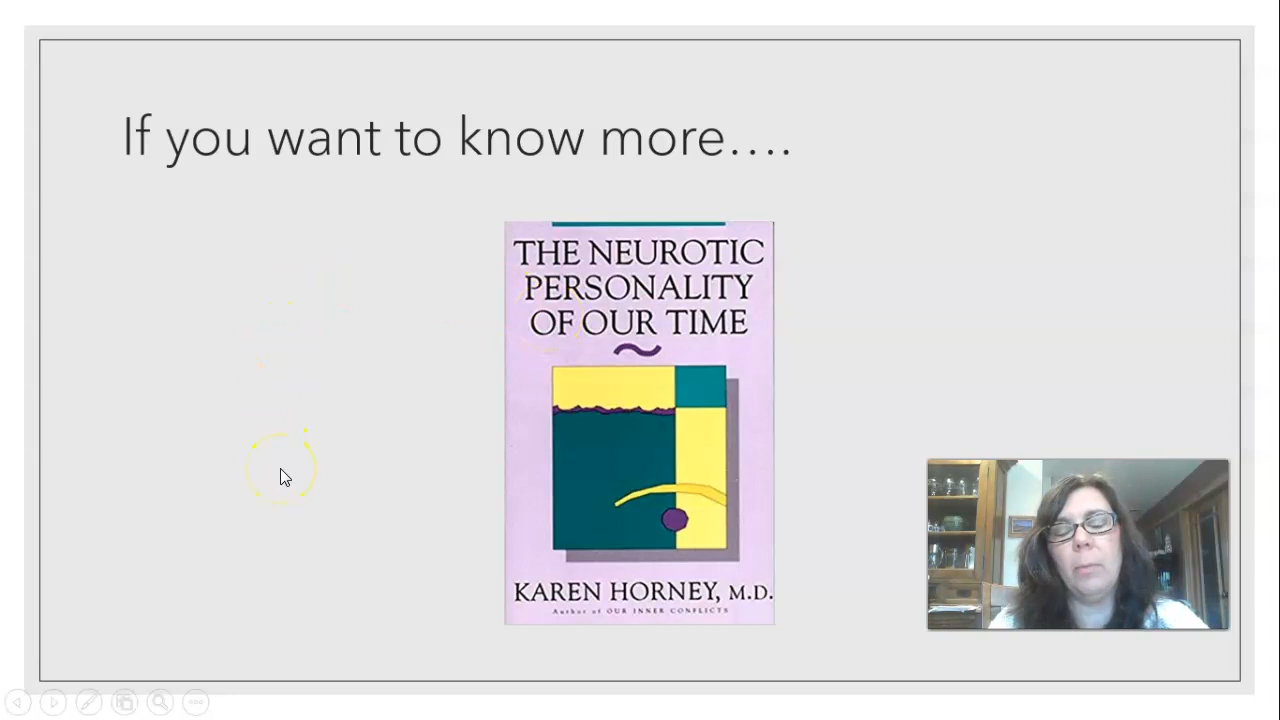 If you want to know more....
THE NEUROTIC
PERSONALITY
OF OUR TIME
KAREN HORNEY, M.D.
Author of OUR INNER CONFLICTS